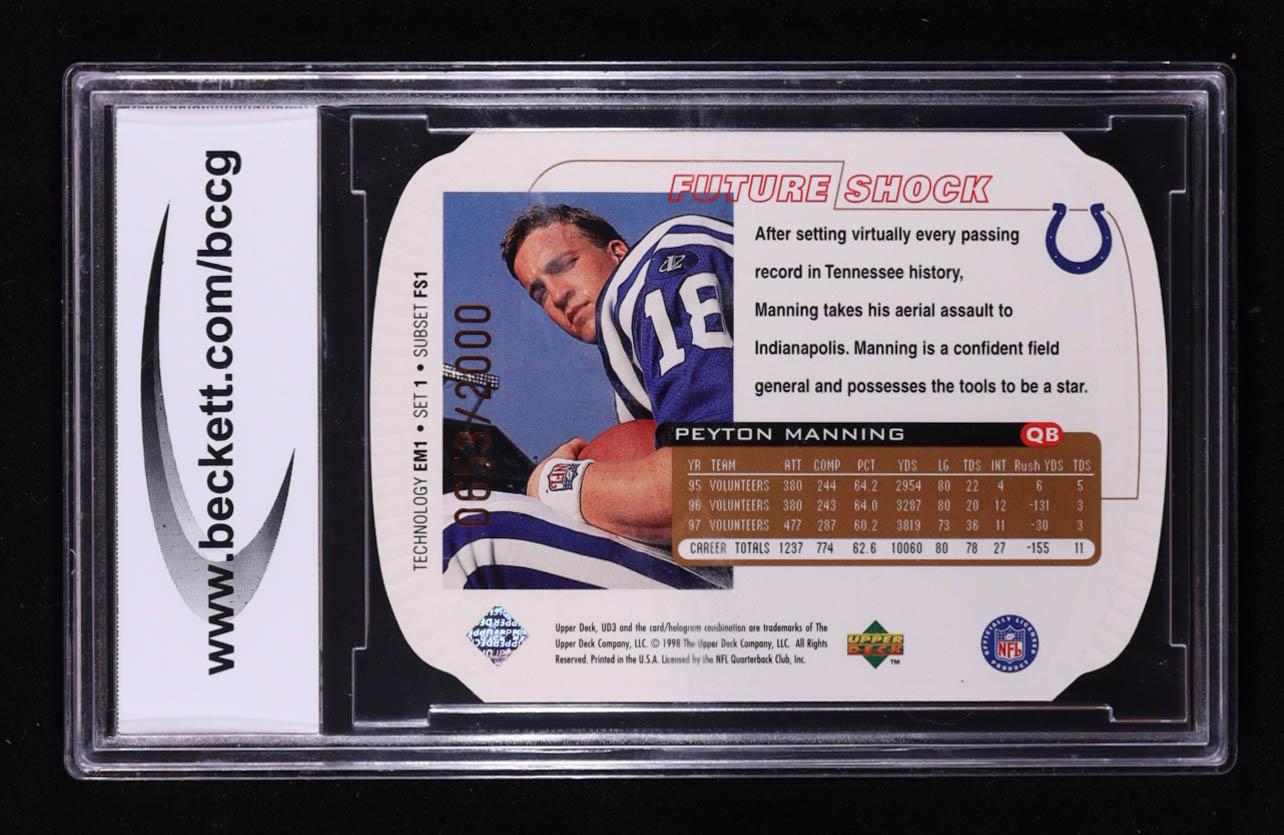 www.beckett.com/bccg
TECHNOLOGY EM1 • SET 1 • SUBSET FS1
0653/2000
FUTURE SHOCK
After setting virtually every passing
record in Tennessee history,
Manning takes his aerial assault to
Indianapolis. Manning is a confident field
general and possesses the tools to be a star.
18
NFL
PEYTON MANNING QB
YR TEAM ATT COMP PCT YDS LG TDS INT Rush YDS TDS
95 VOLUNTEERS 380 244 64.2 2954 80 22 4 6 5
96 VOLUNTEERS 380 243 64.0 3287 80 20 12 -131 3
97 VOLUNTEERS 477 287 60.2 3819 73 36 11 -30 3
CAREER TOTALS 1237 774 62.6 10060 80 78 27 -155 11
Upper Deck, UD3 and the card/hologram combination are trademarks of The
Upper Deck Company, LLC. © 1998 The Upper Deck Company, LLC. All Rights
Reserved. Printed in the U.S.A. Licensed by the NFL Quarterback Club, Inc.
UPPER
DECK
TM
OFFICIALLY LICENSED
NFL
PRODUCT